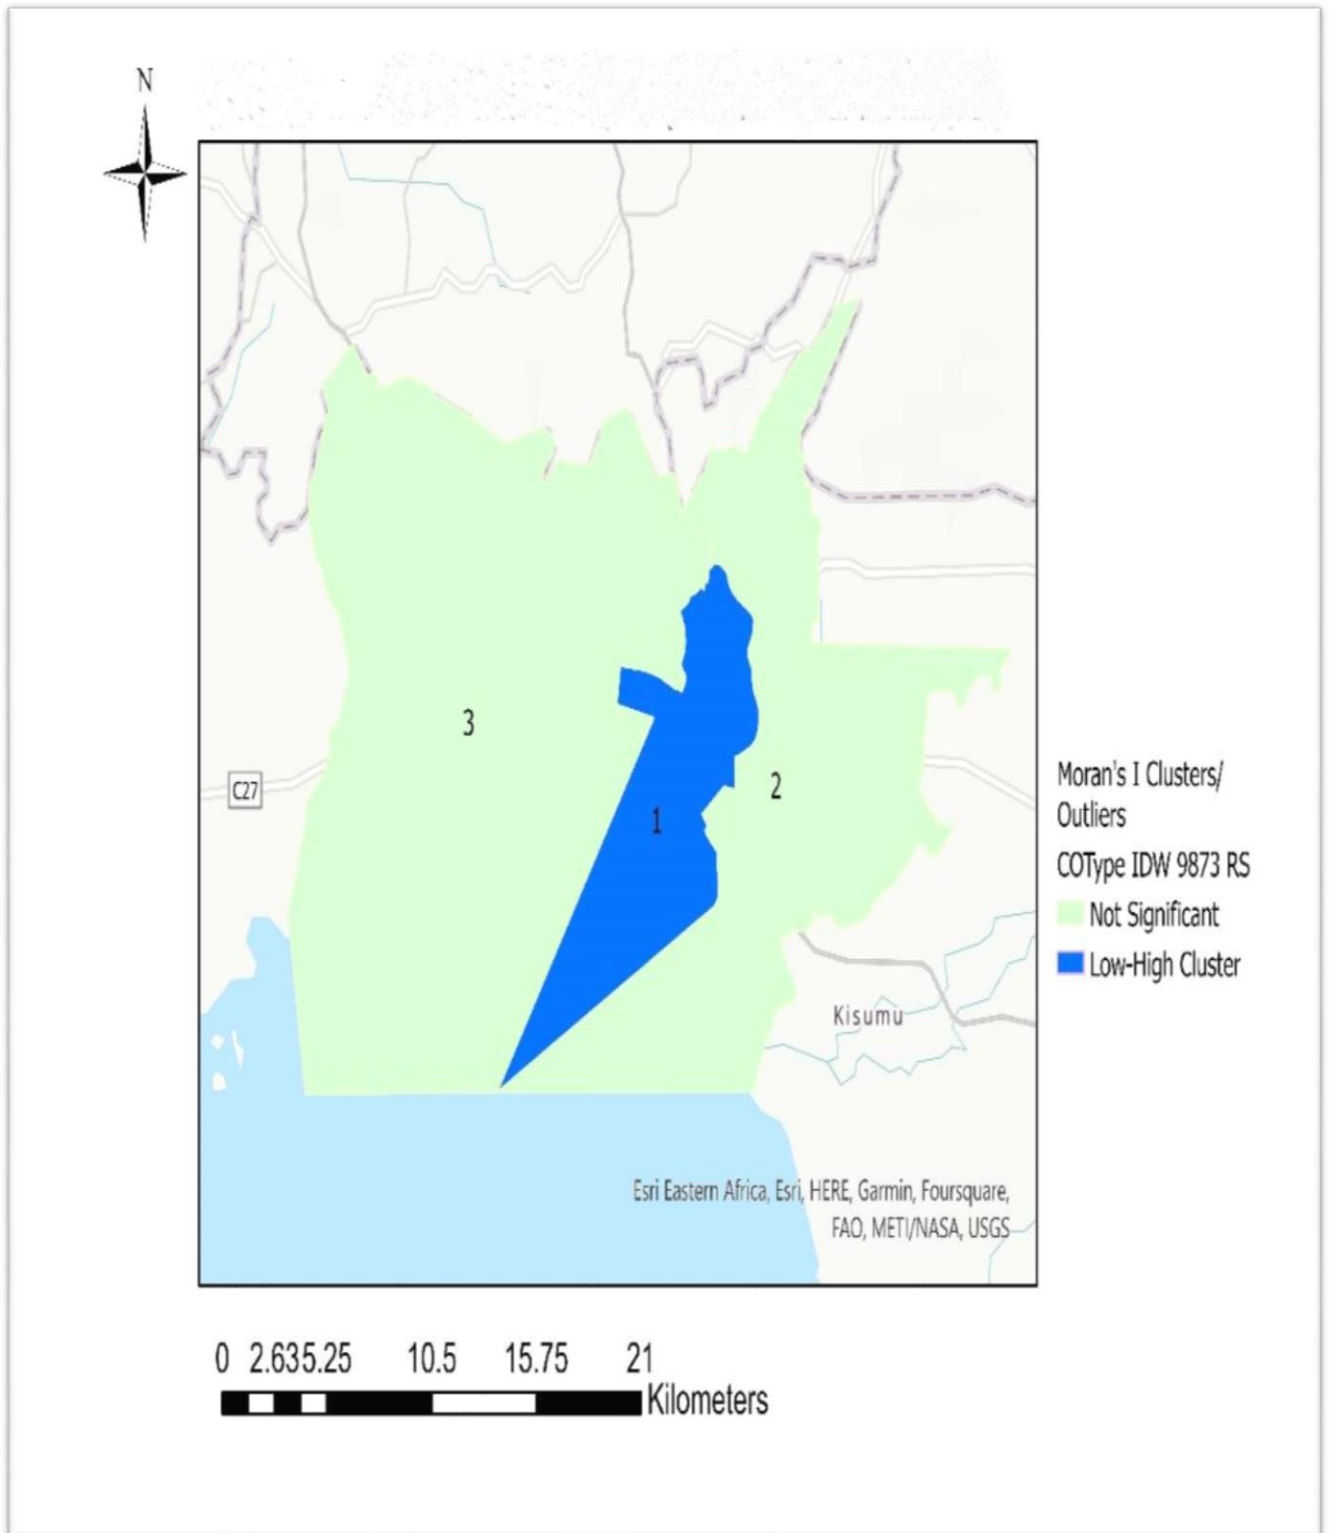 N
3
C27
2
1
Moran's I Clusters/
Outliers
COType IDW 9873 RS
Not Significant
Low-High Cluster
Kisumu
Esri Eastern Africa, Esri, HERE, Garmin, Foursquare,
FAO, METI/NASA, USGS
0 2.635.25 10.5 15.75 21
Kilometers